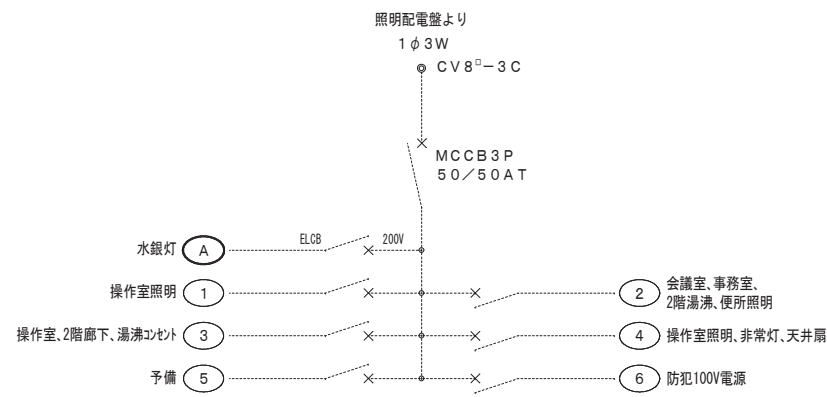 照明配電盤より
1φ3W
CV8□－3C
MCCB3P
50／50AT
水銀灯 A ELCB 200V
操作室照明 1
2 会議室、事務室、
2階湯沸、便所照明
操作室、2階廊下、湯沸コンセント 3
4 操作室照明、非常灯、天井扇
予備 5
6 防犯100V電源